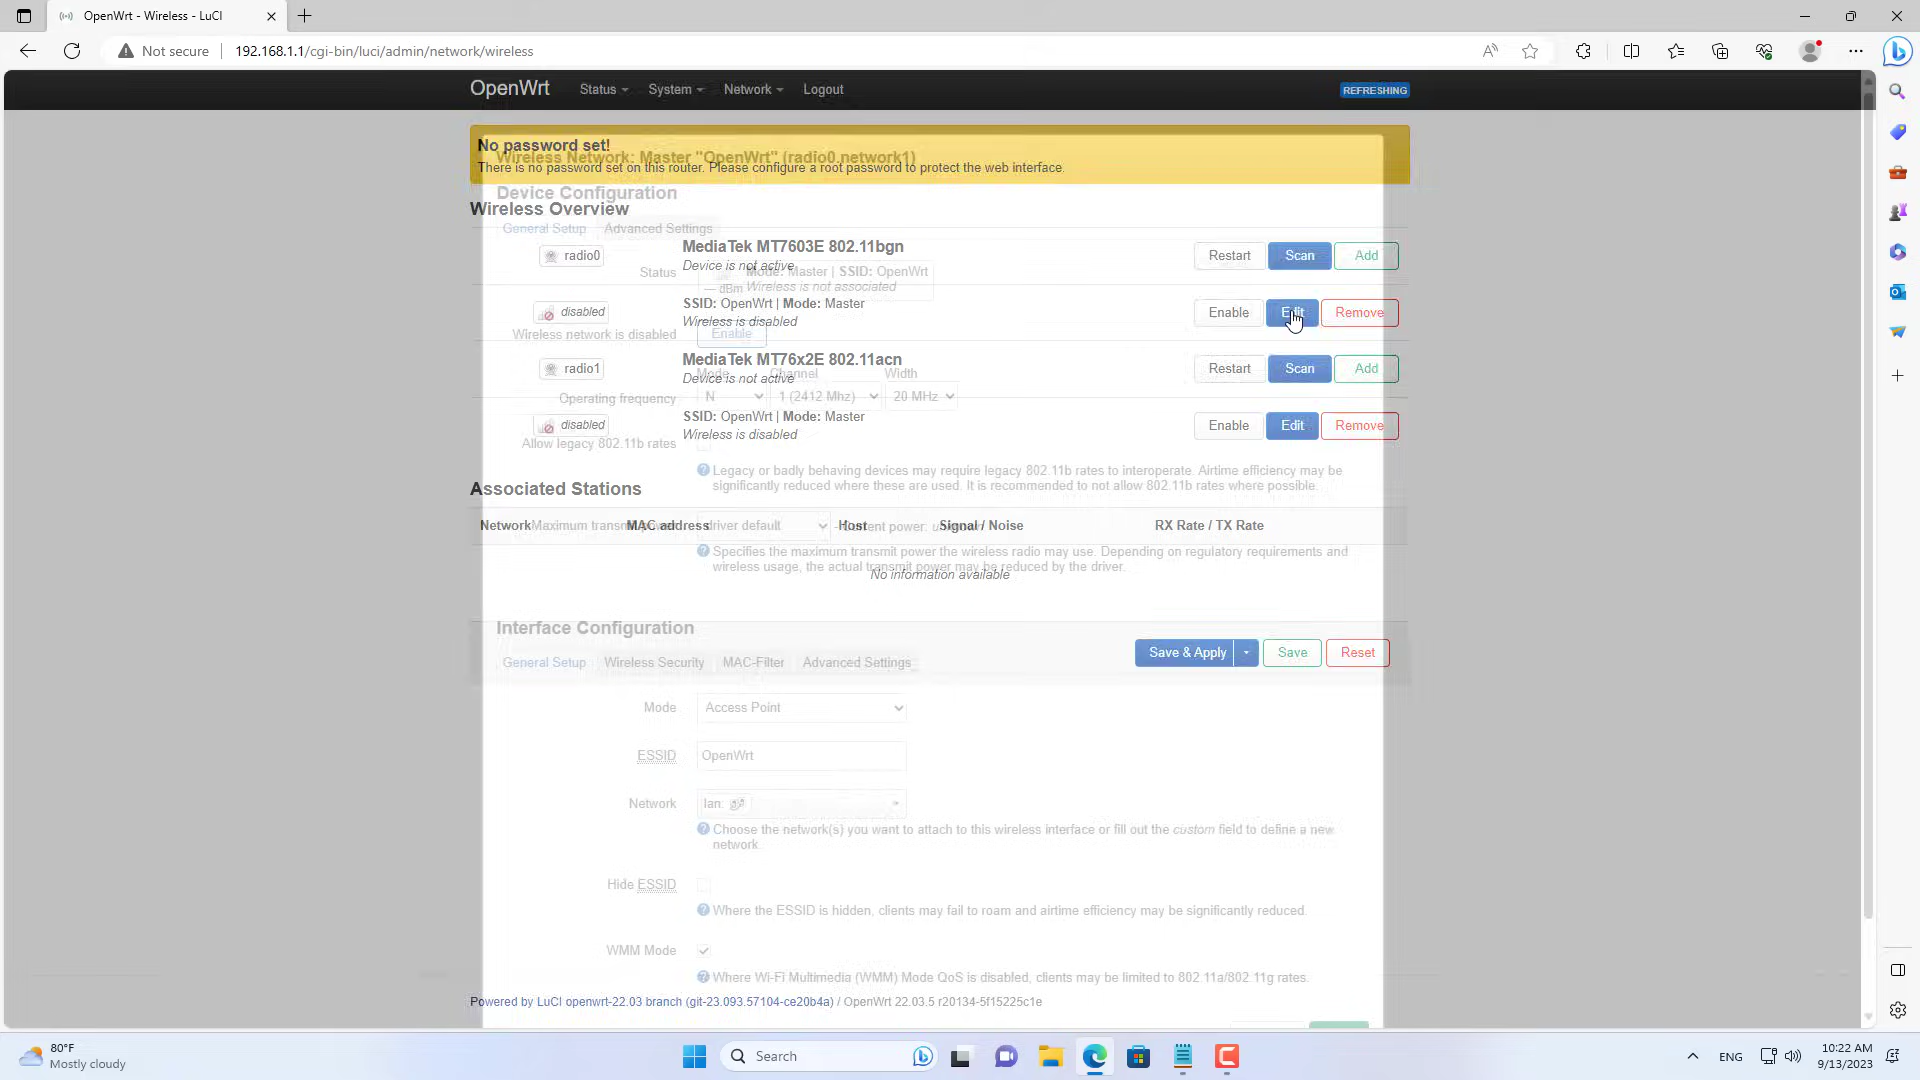 OpenWrt - Wireless - LuCI
Not secure 192.168.1.1/cgi-bin/luci/admin/network/wireless
OpenWrt Status System Network Logout REFRESHING
No password set!
Wireless Network: Master "OpenWrt" (radio0.network1)
There is no password set on this router. Please configure a root password to protect the web interface.
Device Configuration
Wireless Overview
General Setup Advanced Settings
MediaTek MT7603E 802.11bgn
radio0 Restart Scan Add
Device is not active
Status Mode: Master | SSID: OpenWrt
— dBm Wireless is not associated
SSID: OpenWrt | Mode: Master
disabled Enable Edit Remove
Wireless is disabled
Wireless network is disabled Enable
MediaTek MT76x2E 802.11acn
radio1 Restart Scan Add
Mode Channel Width
Device is not active
Operating frequency N 1 (2412 Mhz) 20 MHz
SSID: OpenWrt | Mode: Master
disabled Enable Edit Remove
Wireless is disabled
Allow legacy 802.11b rates
Legacy or badly behaving devices may require legacy 802.11b rates to interoperate. Airtime efficiency may be
significantly reduced where these are used. It is recommended to not allow 802.11b rates where possible.
Associated Stations
Network MAC address Host Signal / Noise RX Rate / TX Rate
Maximum transmit power driver default - Current power:
Specifies the maximum transmit power the wireless radio may use. Depending on regulatory requirements and
wireless usage, the actual transmit power may be reduced by the driver.
No information available
Interface Configuration
Save & Apply Save Reset
General Setup Wireless Security MAC-Filter Advanced Settings
Mode Access Point
ESSID OpenWrt
Network lan:
Choose the network(s) you want to attach to this wireless interface or fill out the custom field to define a new
network.
Hide ESSID
Where the ESSID is hidden, clients may fail to roam and airtime efficiency may be significantly reduced.
WMM Mode
Where Wi-Fi Multimedia (WMM) Mode QoS is disabled, clients may be limited to 802.11a/802.11g rates.
Powered by LuCI openwrt-22.03 branch (git-23.093.57104-ce20b4a) / OpenWrt 22.03.5 r20134-5f15225c1e
80°F
Mostly cloudy
Search
ENG
10:22 AM
9/13/2023